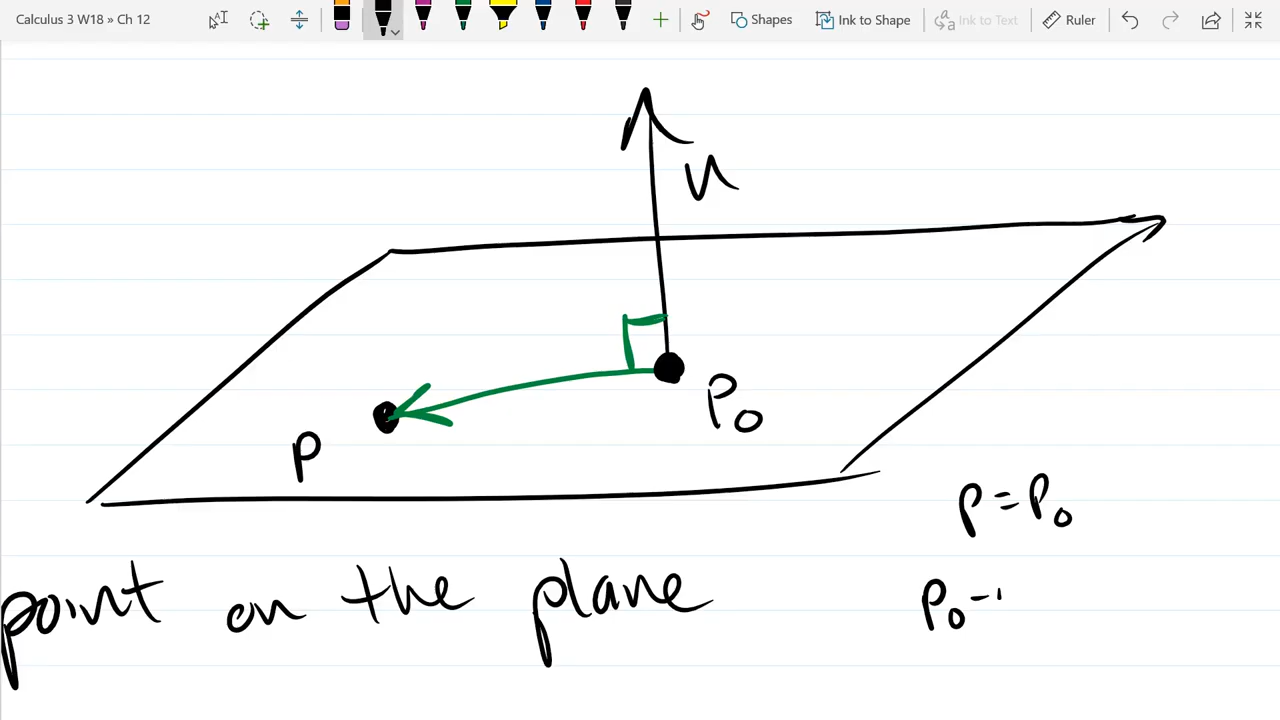 Calculus 3 W18 » Ch 12
Shapes
Ink to Shape
Ink to Text
Ruler
n
P₀
P
P = P₀
point on the plane
P₀ -